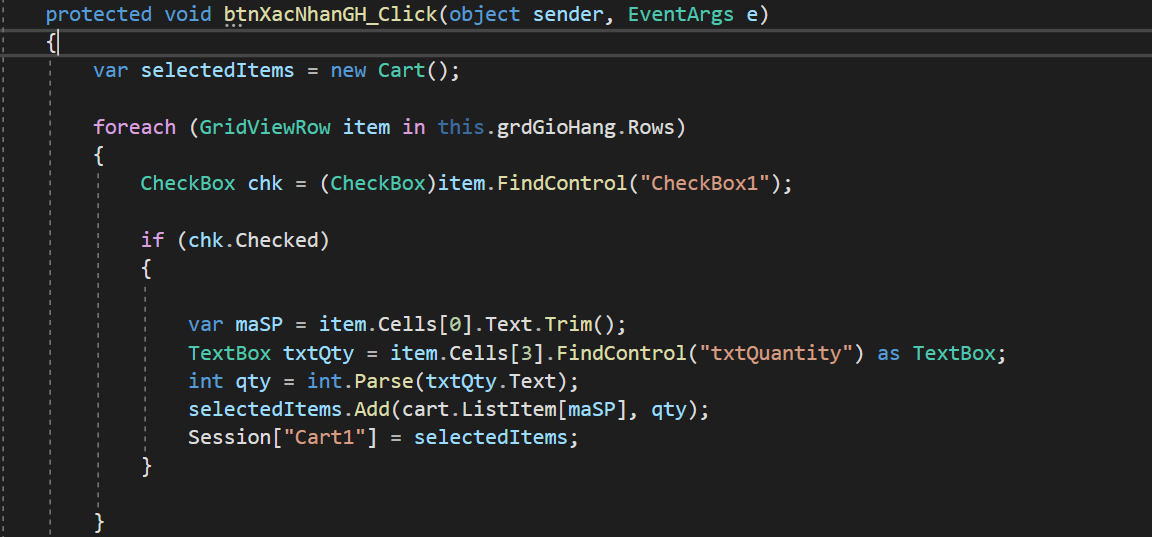 protected void btnXacNhanGH_Click(object sender, EventArgs e)
{
var selectedItems = new Cart();
foreach (GridViewRow item in this.grdGioHang.Rows)
{
CheckBox chk = (CheckBox)item.FindControl("CheckBox1");
if (chk.Checked)
{
var maSP = item.Cells[0].Text.Trim();
TextBox txtQty = item.Cells[3].FindControl("txtQuantity") as TextBox;
int qty = int.Parse(txtQty.Text);
selectedItems.Add(cart.ListItem[maSP], qty);
Session["Cart1"] = selectedItems;
}
}